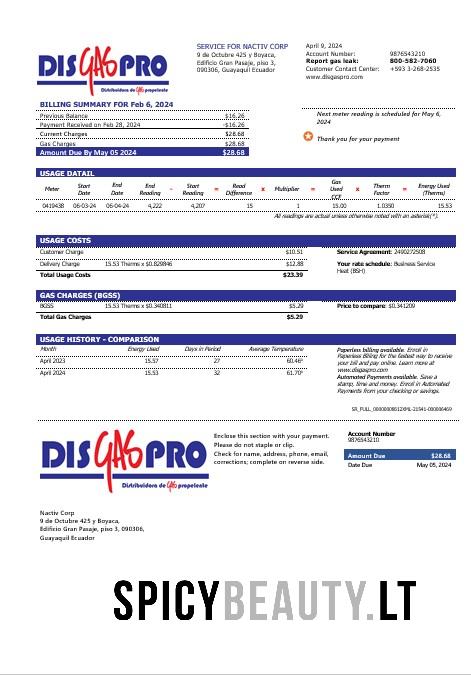 DISGASPRO
Distribuidora de Gas propelente
SERVICE FOR NACTIV CORP
9 de Octubre 425 y Boyaca,
Edificio Gran Pasaje, piso 3,
090306, Guayaquil Ecuador
April 9, 2024
Account Number: 9876543210
Report gas leak: 800-582-7060
Customer Contact Center: +593 3-268-2535
www.disgaspro.com
BILLING SUMMARY FOR Feb 6, 2024
Previous Balance $16.26
Payment Received on Feb 28, 2024 -$16.26
Current Charges $28.68
Gas Charges $28.68
Amount Due By May 05 2024 $28.68
Next meter reading is scheduled for May 6,
2024
Thank you for your payment
USAGE DATAIL
Meter Start Date End Date End Reading - Start Reading = Read Difference x Multiplier = Gas Used CCF x Therm Factor = Energy Used (Therms)
0419438 06-03-24 06-04-24 4,222 4,207 15 1 15.00 1.0350 15.53
All readings are actual unless otherwise noted with an asterisk(*).
USAGE COSTS
Customer Charge $10.51
Delivery Charge 15.53 Therms x $0.829846 $12.88
Total Usage Costs $23.39
Service Agreement: 2490272508
Your rate schedule: Business Service
Heat (BSH)
GAS CHARGES (BGSS)
BGSS 15.53 Therms x $0.340811 $5.29
Total Gas Charges $5.29
Price to compare: $0.341209
USAGE HISTORY - COMPARISON
Month Energy Used Days in Period Average Temperature
April 2023 15.57 27 60.46°
April 2024 15.53 32 61.70°
Paperless billing available. Enroll in
Paperless Billing for the fastest way to receive
your bill and pay online. Learn more at
www.disgaspro.com
Automated Payments available. Save a
stamp, time and money. Enroll in Automated
Payments from your checking or savings.
DISGASPRO
Distribuidora de Gas propelente
Enclose this section with your payment.
Please do not staple or clip.
Check for name, address, phone, email,
corrections; complete on reverse side.
Account Number
9876543210
Amount Due $28.68
Date Due May 05, 2024
Nactiv Corp
9 de Octubre 425 y Boyaca,
Edificio Gran Pasaje, piso 3, 090306,
Guayaquil Ecuador
SPICYBEAUTY.LT